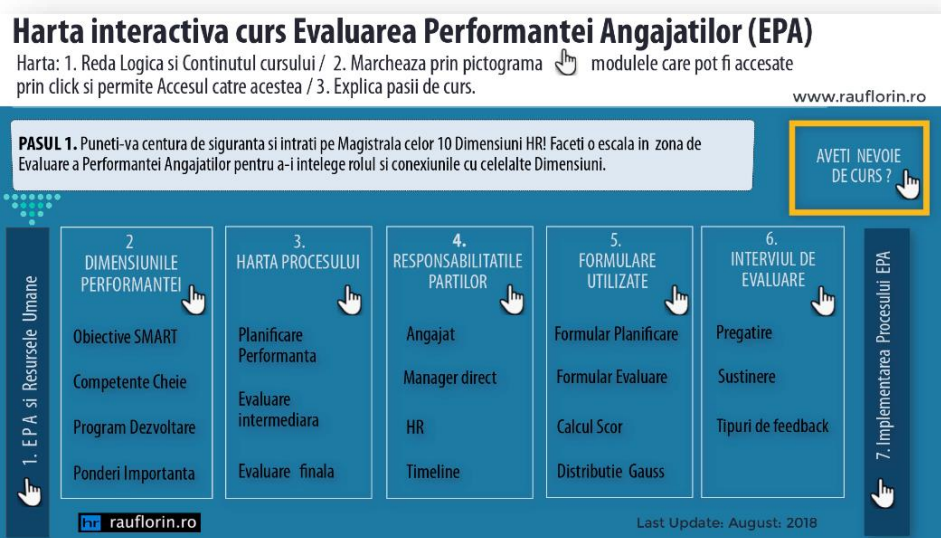 Harta interactiva curs Evaluarea Performantei Angajatilor (EPA)
Harta: 1. Reda Logica si Continutul cursului / 2. Marcheaza prin pictograma modulele care pot fi accesate
prin click si permite Accesul catre acestea / 3. Explica pasii de curs.
www.rauflorin.ro
PASUL 1. Puneti-va centura de siguranta si intrati pe Magistrala celor 10 Dimensiuni HR! Faceti o escala in zona de
Evaluare a Performantei Angajatilor pentru a-i intelege rolul si conexiunile cu celelalte Dimensiuni.
AVETI NEVOIE
DE CURS ?
1. E P A si Resursele Umane
2
DIMENSIUNILE
PERFORMANTEI
Obiective SMART
Competente Cheie
Program Dezvoltare
Ponderi Importanta
3.
HARTA PROCESULUI
Planificare
Performanta
Evaluare
intermediara
Evaluare finala
4.
RESPONSABILITATILE
PARTILOR
Angajat
Manager direct
HR
Timeline
5.
FORMULARE
UTILIZATE
Formular Planificare
Formular Evaluare
Calcul Scor
Distributie Gauss
6.
INTERVIUL DE
EVALUARE
Pregatire
Sustinere
Tipuri de feedback
7. Implementarea Procesului EPA
hr rauflorin.ro
Last Update: August: 2018